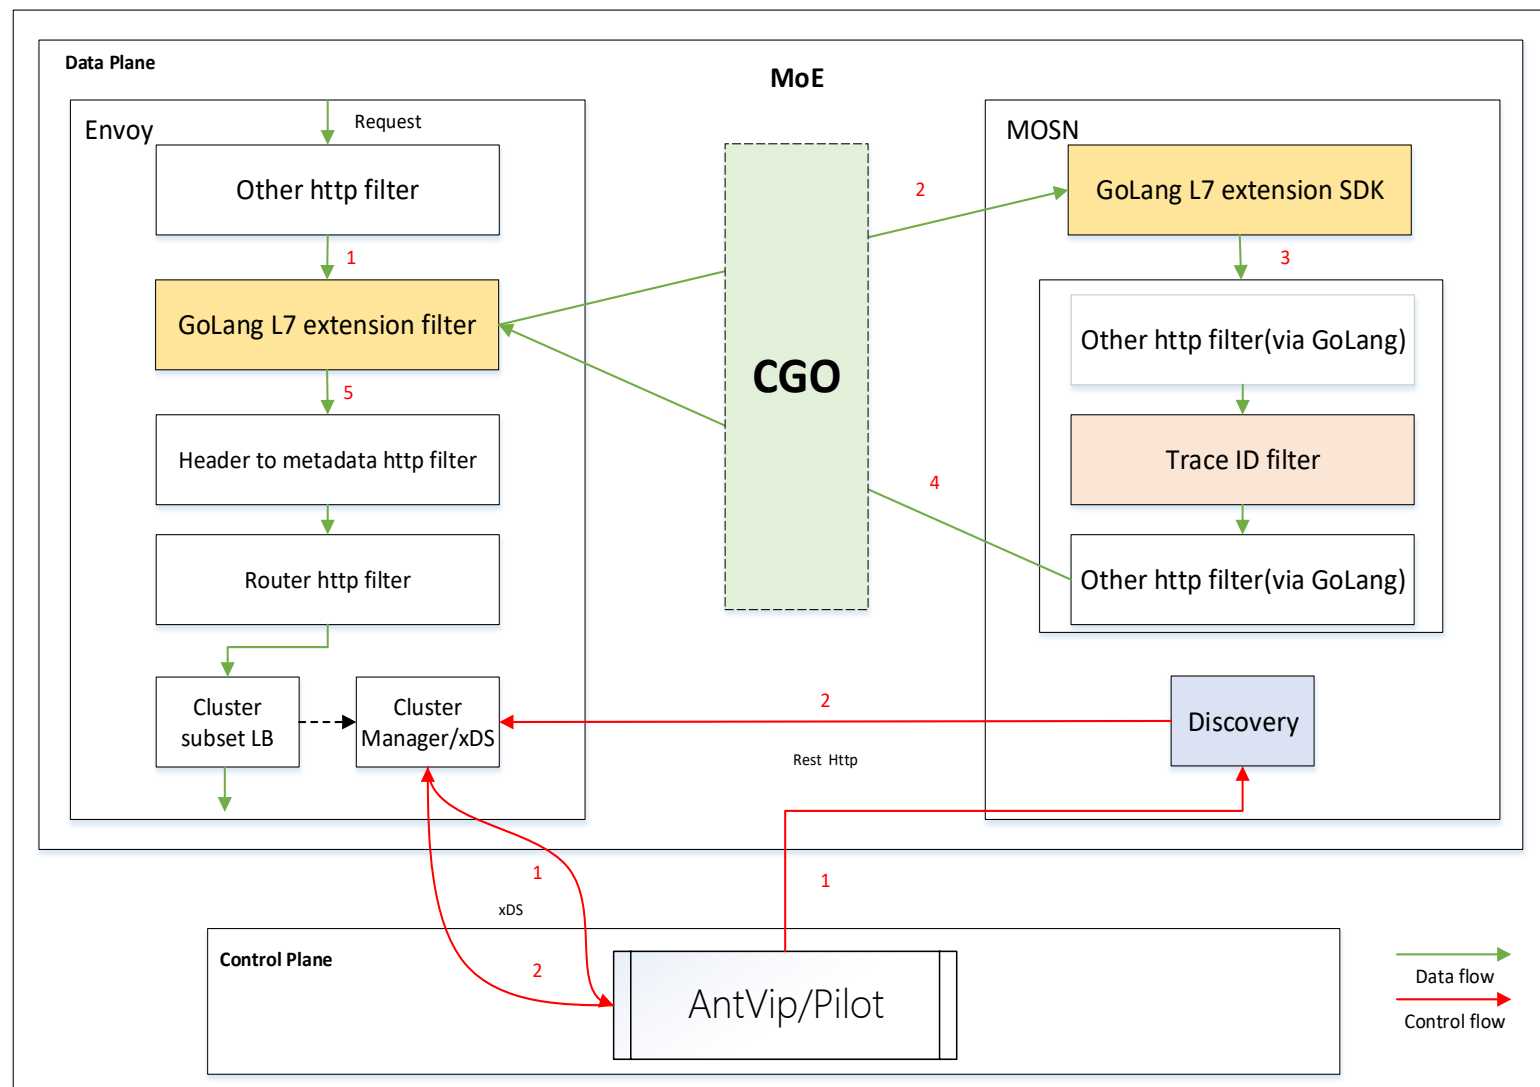 Data Plane
MoE
Envoy
Request
MOSN
Other http filter
2
GoLang L7 extension SDK
1
3
GoLang L7 extension filter
Other http filter(via GoLang)
CGO
5
Header to metadata http filter
Trace ID filter
4
Router http filter
Other http filter(via GoLang)
Cluster
subset LB
Cluster
Manager/xDS
2
Discovery
Rest Http
1
1
xDS
Control Plane
2
AntVip/Pilot
Data flow
Control flow